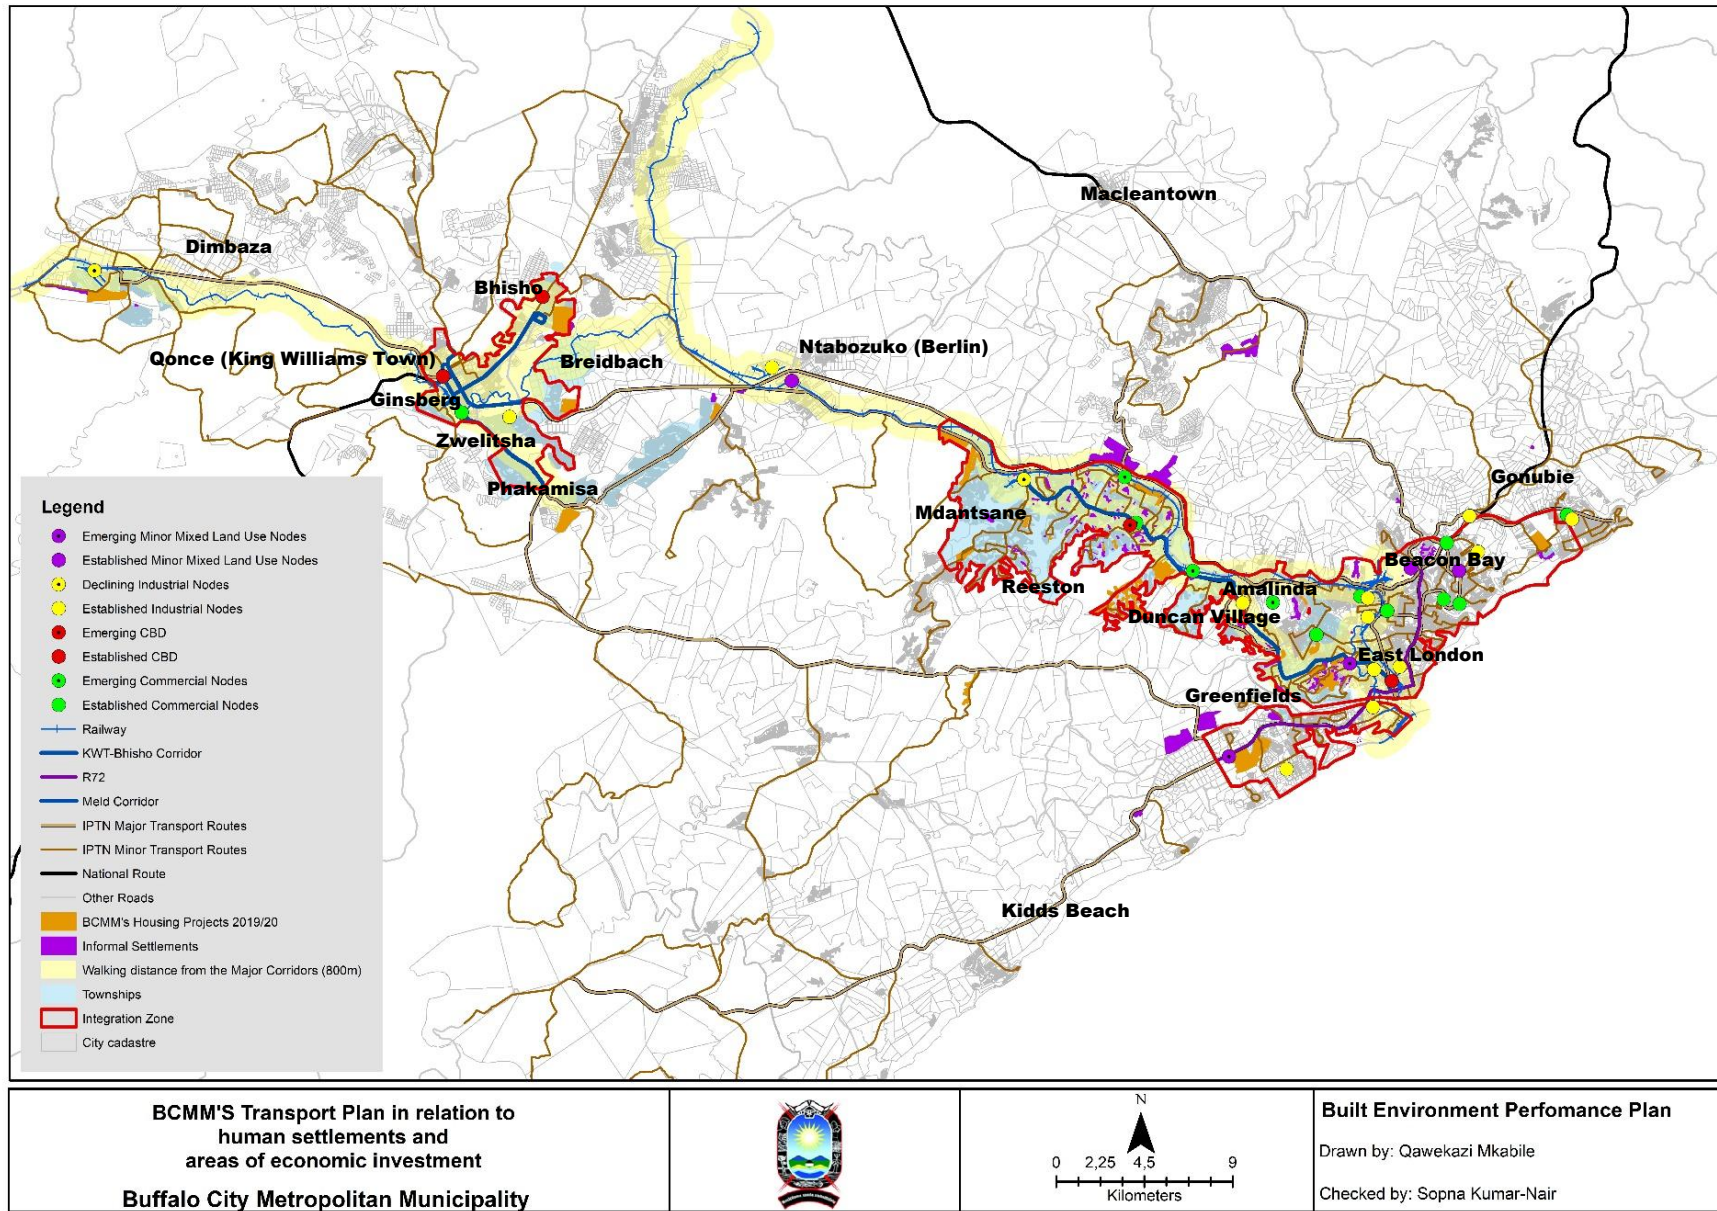 Macleantown
Dimbaza
Bhisho
Ntabozuko (Berlin)
Qonce (King Williams Town)
Breidbach
Ginsberg
Zwelitsha
Phakamisa
Gonubie
Mdantsane
Beacon Bay
Reeston
Amalinda
Duncan Village
East London
Greenfields
Kidds Beach
Legend
Emerging Minor Mixed Land Use Nodes
Established Minor Mixed Land Use Nodes
Declining Industrial Nodes
Established Industrial Nodes
Emerging CBD
Established CBD
Emerging Commercial Nodes
Established Commercial Nodes
Railway
KWT-Bhisho Corridor
R72
Meld Corridor
IPTN Major Transport Routes
IPTN Minor Transport Routes
National Route
Other Roads
BCMM's Housing Projects 2019/20
Informal Settlements
Walking distance from the Major Corridors (800m)
Townships
Integration Zone
City cadastre
BCMM'S Transport Plan in relation to
human settlements and
areas of economic investment
Buffalo City Metropolitan Municipality
N
0 2,25 4,5 9
Kilometers
Built Environment Perfomance Plan
Drawn by: Qawekazi Mkabile
Checked by: Sopna Kumar-Nair